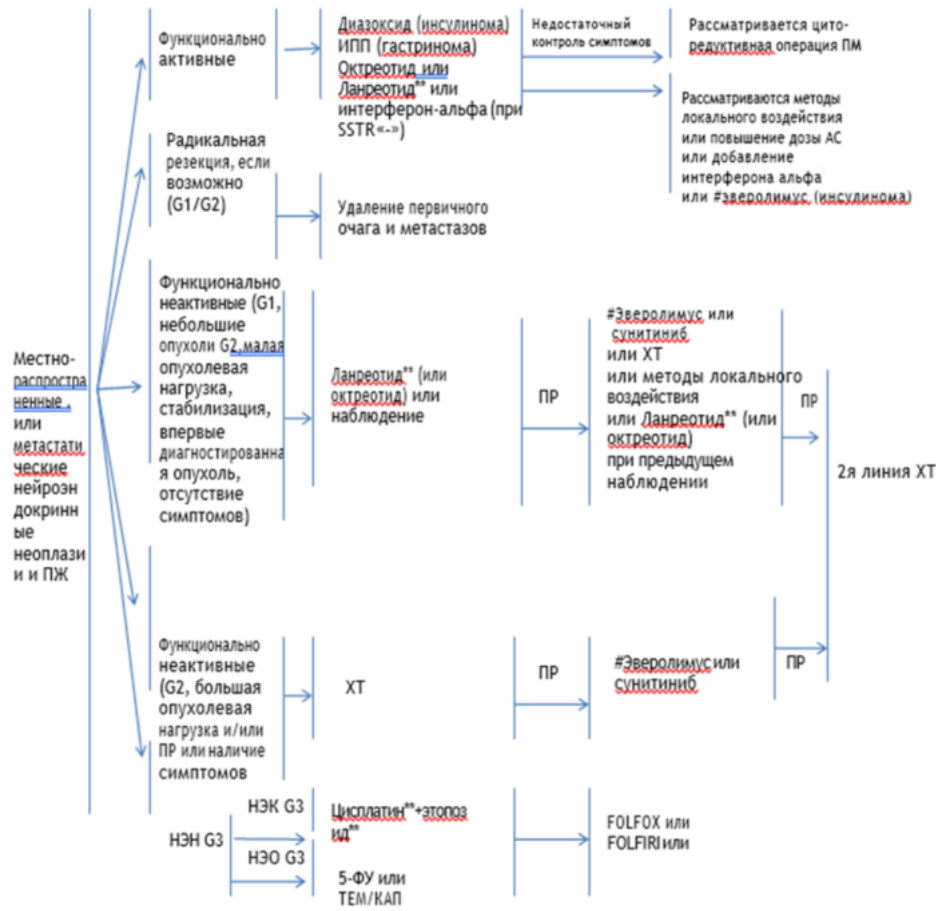 Функционально
активные
Диазоксид (инсулинома)
ИПП (гастринома)
Октреотид или
Ланреотид** или
интерферон-альфа (при
SSTR«-»)
Недостаточный
контроль симптомов
Рассматривается цито-
редуктивная операция ПМ
Рассматриваются методы
локального воздействия
или повышение дозы АС
или добавление
интерферона альфа
или #эверолимус (инсулинома)
Радикальная
резекция, если
возможно
(G1/G2)
Удаление первичного
очага и метастазов
Местно-
распростра
ненные ,
или
метастати
ческие
нейроэн
докринн
ые
неоплази
и и ПЖ
Функционально
неактивные (G1,
небольшие
опухоли G2,малая
опухолевая
нагрузка,
стабилизация,
впервые
диагностированна
я опухоль,
отсутствие
симптомов)
Ланреотид** (или
октреотид) или
наблюдение
ПР
#Эверолимус или
сунитиниб
или ХТ
или методы локального
воздействия
или Ланреотид** (или
октреотид)
при предыдущем
наблюдении
ПР
2я линия ХТ
Функционально
неактивные
(G2, большая
опухолевая
нагрузка и/или
ПР или наличие
симптомов
ХТ
ПР
#Эверолимус или
сунитиниб
ПР
НЭН G3
НЭК G3
Цисплатин**+этопоз
ид**
НЭО G3
5-ФУ или
ТЕМ/КАП
FOLFOX или
FOLFIRI или